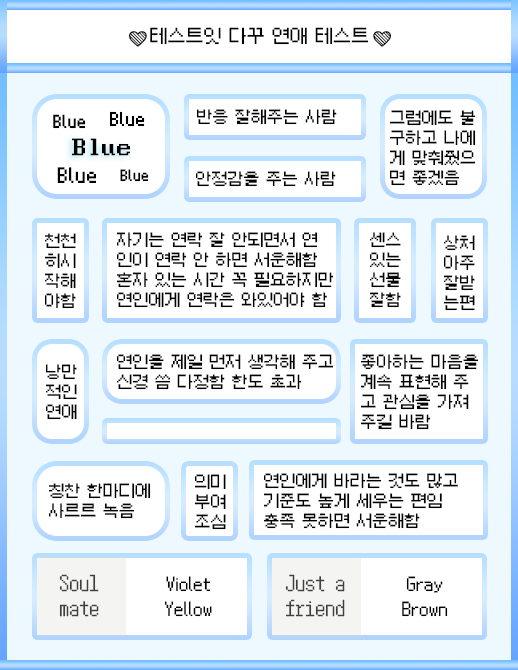 테스트잇 다꾸 연애 테스트
Blue
Blue
Blue
Blue
Blue
반응 잘해주는 사람
안정감을 주는 사람
그럼에도 불
구하고 나에
게 맞춰줬으
면 좋겠음
천천
히시
작해
야함
자기는 연락 잘 안되면서 연
인이 연락 안 하면 서운해함
혼자 있는 시간 꼭 필요하지만
연인에게 연락은 와있어야 함
센스
있는
선물
잘함
상처
아주
잘받
는편
낭만
적인
연애
연인을 제일 먼저 생각해 주고
신경 씀 다정함 한도 초과
좋아하는 마음을
계속 표현해 주
고 관심을 가져
주길 바람
칭찬 한마디에
사르르 녹음
의미
부여
조심
연인에게 바라는 것도 많고
기준도 높게 세우는 편임
충족 못하면 서운해함
Soul
mate
Violet
Yellow
Just a
friend
Gray
Brown